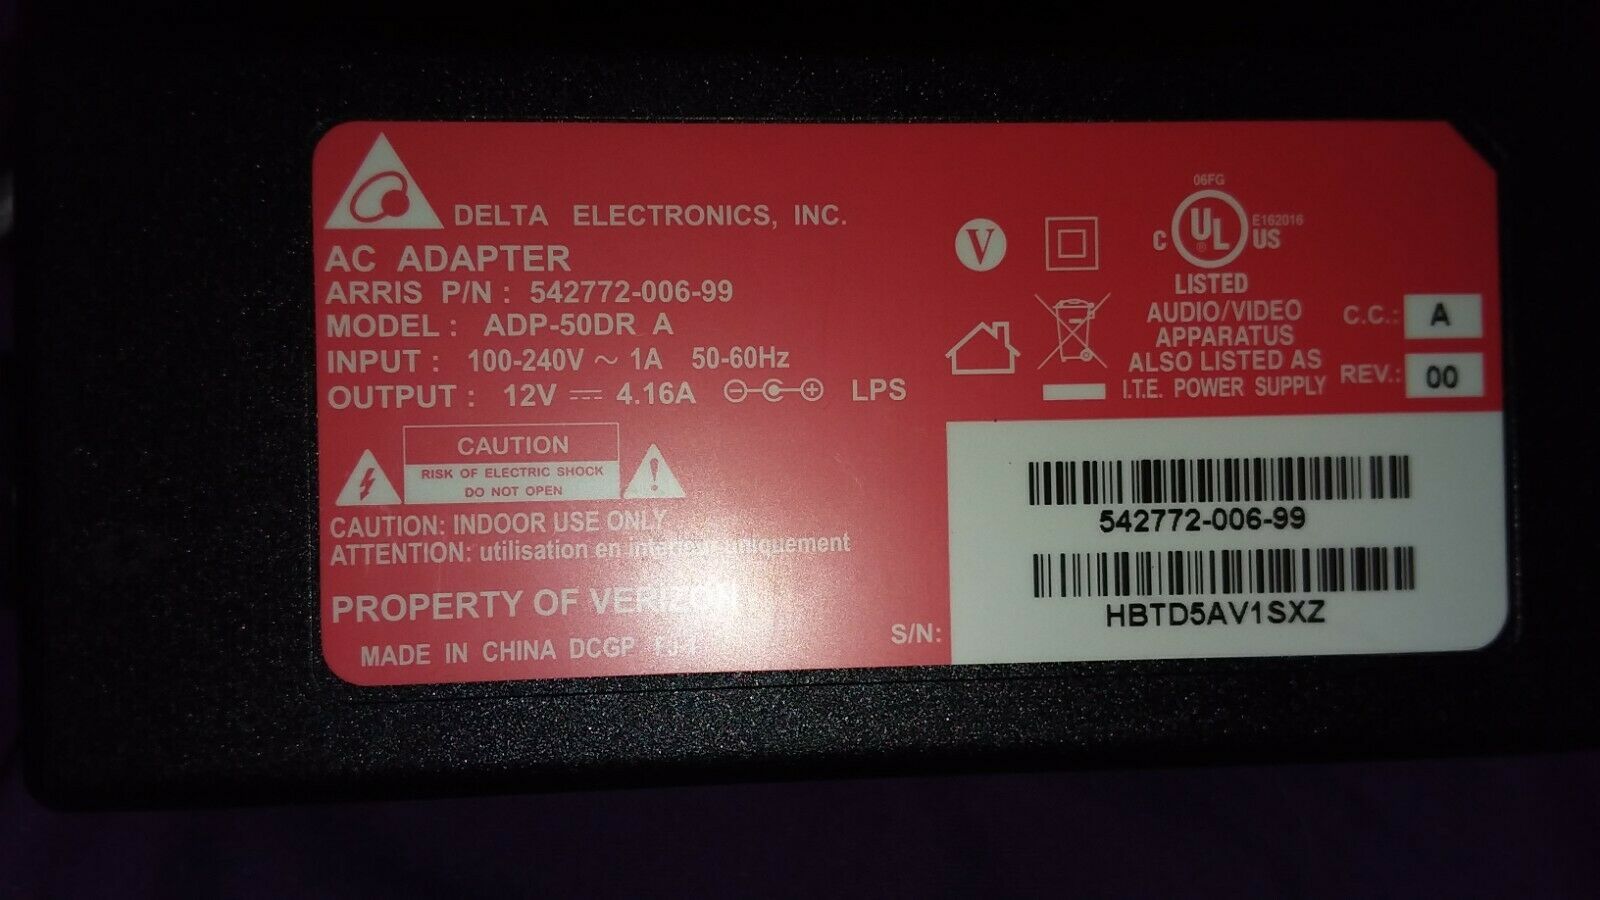 DELTA ELECTRONICS, INC.
AC ADAPTER
ARRIS P/N : 542772-006-99
MODEL : ADP-50DR A
INPUT : 100-240V ~ 1A 50-60Hz
OUTPUT : 12V ⎓ 4.16A LPS
CAUTION
RISK OF ELECTRIC SHOCK
DO NOT OPEN
CAUTION: INDOOR USE ONLY
ATTENTION: utilisation en uniquement
PROPERTY OF
MADE IN CHINA DCGP
V
06FG
C UL ® US
E162016
LISTED
AUDIO/VIDEO
APPARATUS
ALSO LISTED AS
I.T.E. POWER SUPPLY
C.C.: A
REV.: 00
542772-006-99
S/N: HBTD5AV1SXZ